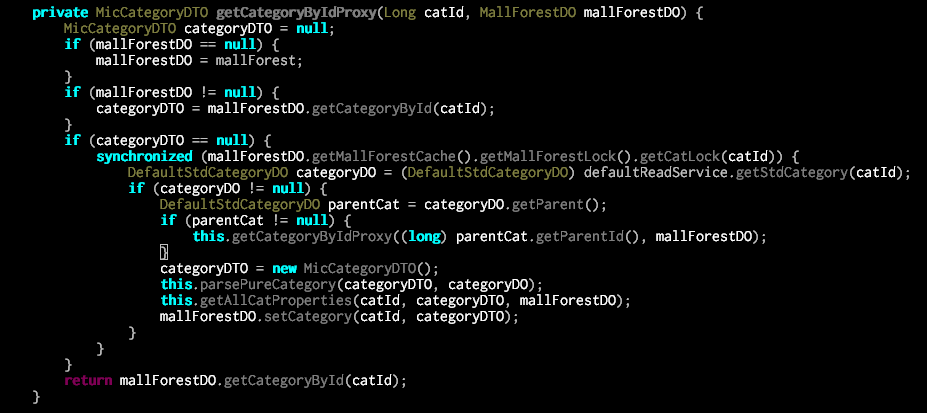 private MicCategoryDTO getCategoryByIdProxy(Long catId, MallForestDO mallForestDO) {
    MicCategoryDTO categoryDTO = null;
    if (mallForestDO == null) {
        mallForestDO = mallForest;
    }
    if (mallForestDO != null) {
        categoryDTO = mallForestDO.getCategoryById(catId);
    }
    if (categoryDTO == null) {
        synchronized (mallForestDO.getMallForestCache().getMallForestLock().getCatLock(catId)) {
            DefaultStdCategoryDO categoryDO = (DefaultStdCategoryDO) defaultReadService.getStdCategory(catId);
            if (categoryDO != null) {
                DefaultStdCategoryDO parentCat = categoryDO.getParent();
                if (parentCat != null) {
                    this.getCategoryByIdProxy((long) parentCat.getParentId(), mallForestDO);
                }
                categoryDTO = new MicCategoryDTO();
                this.parsePureCategory(categoryDTO, categoryDO);
                this.getAllCatProperties(catId, categoryDTO, mallForestDO);
                mallForestDO.setCategory(catId, categoryDTO);
            }
        }
    }
    return mallForestDO.getCategoryById(catId);
}